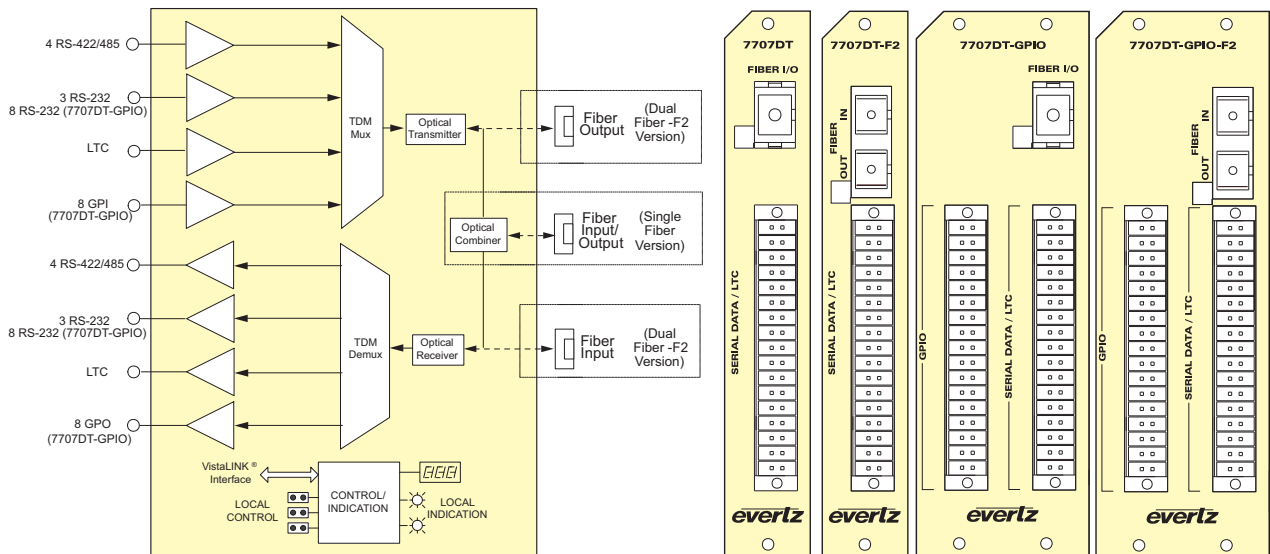 4 RS-422/485
3 RS-232
8 RS-232 (7707DT-GPIO)
LTC
8 GPI
(7707DT-GPIO)
4 RS-422/485
3 RS-232
8 RS-232 (7707DT-GPIO)
LTC
8 GPO
(7707DT-GPIO)
TDM
Mux
TDM
Demux
Optical
Transmitter
Optical
Combiner
Optical
Receiver
Fiber
Output
(Dual
Fiber -F2
Version)
Fiber
Input/
Output
(Single
Fiber
Version)
Fiber
Input
(Dual
Fiber -F2
Version)
VistaLINK ®
Interface
LOCAL
CONTROL
CONTROL/
INDICATION
LOCAL
INDICATION
7707DT
FIBER I/O
SERIAL DATA / LTC
evertz
7707DT-F2
FIBER
IN
OUT
SERIAL DATA / LTC
evertz
7707DT-GPIO
FIBER I/O
GPIO
SERIAL DATA / LTC
evertz
7707DT-GPIO-F2
FIBER
IN
OUT
GPIO
SERIAL DATA / LTC
evertz